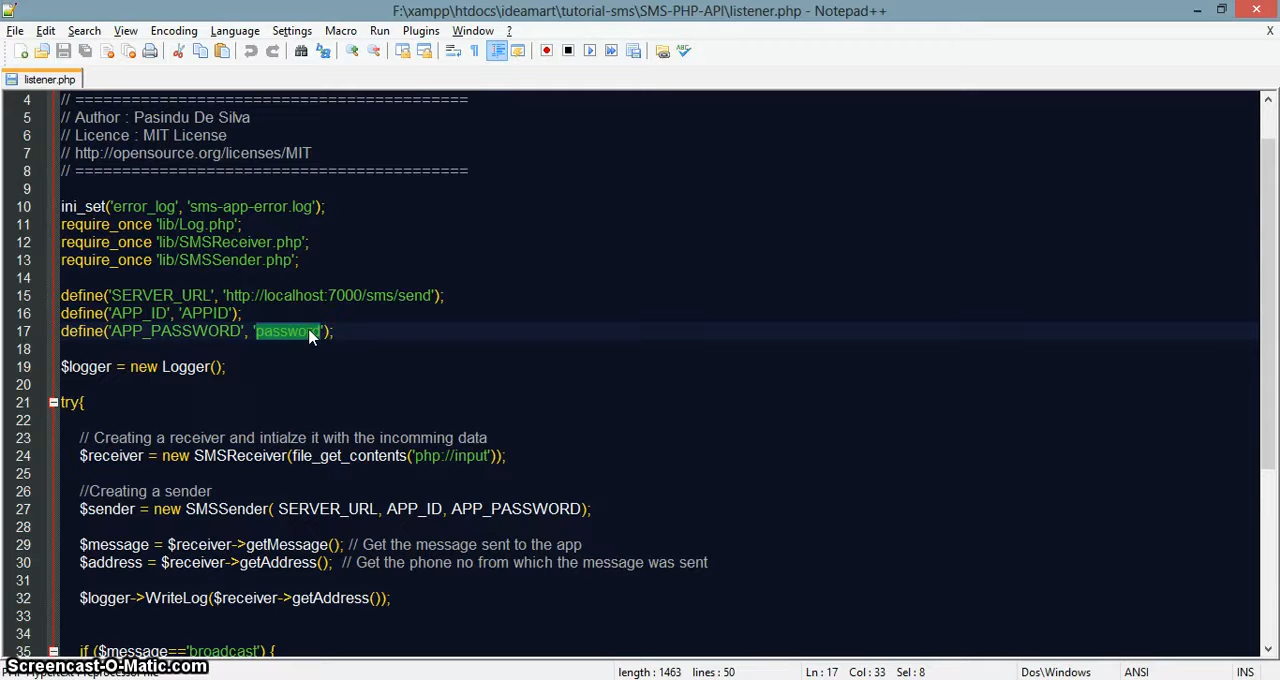 F:\xampp\htdocs\ideamart\tutorial-sms\SMS-PHP-API\listener.php - Notepad++
File Edit Search View Encoding Language Settings Macro Run Plugins Window ? X
listener.php
4 // ==========================================
5 // Author : Pasindu De Silva
6 // Licence : MIT License
7 // http://opensource.org/licenses/MIT
8 // ==========================================
9
10 ini_set('error_log', 'sms-app-error.log');
11 require_once 'lib/Log.php';
12 require_once 'lib/SMSReceiver.php';
13 require_once 'lib/SMSSender.php';
14
15 define('SERVER_URL', 'http://localhost:7000/sms/send');
16 define('APP_ID', 'APPID');
17 define('APP_PASSWORD', 'password');
18
19 $logger = new Logger();
20
21 try{
22
23 // Creating a receiver and intialze it with the incomming data
24 $receiver = new SMSReceiver(file_get_contents('php://input'));
25
26 //Creating a sender
27 $sender = new SMSSender( SERVER_URL, APP_ID, APP_PASSWORD);
28
29 $message = $receiver->getMessage(); // Get the message sent to the app
30 $address = $receiver->getAddress(); // Get the phone no from which the message was sent
31
32 $logger->WriteLog($receiver->getAddress());
33
34
35 if ($message=='broadcast') {
Screencast-O-Matic.com
length : 1463 lines : 50 Ln : 17 Col : 33 Sel : 8 Dos\Windows ANSI INS